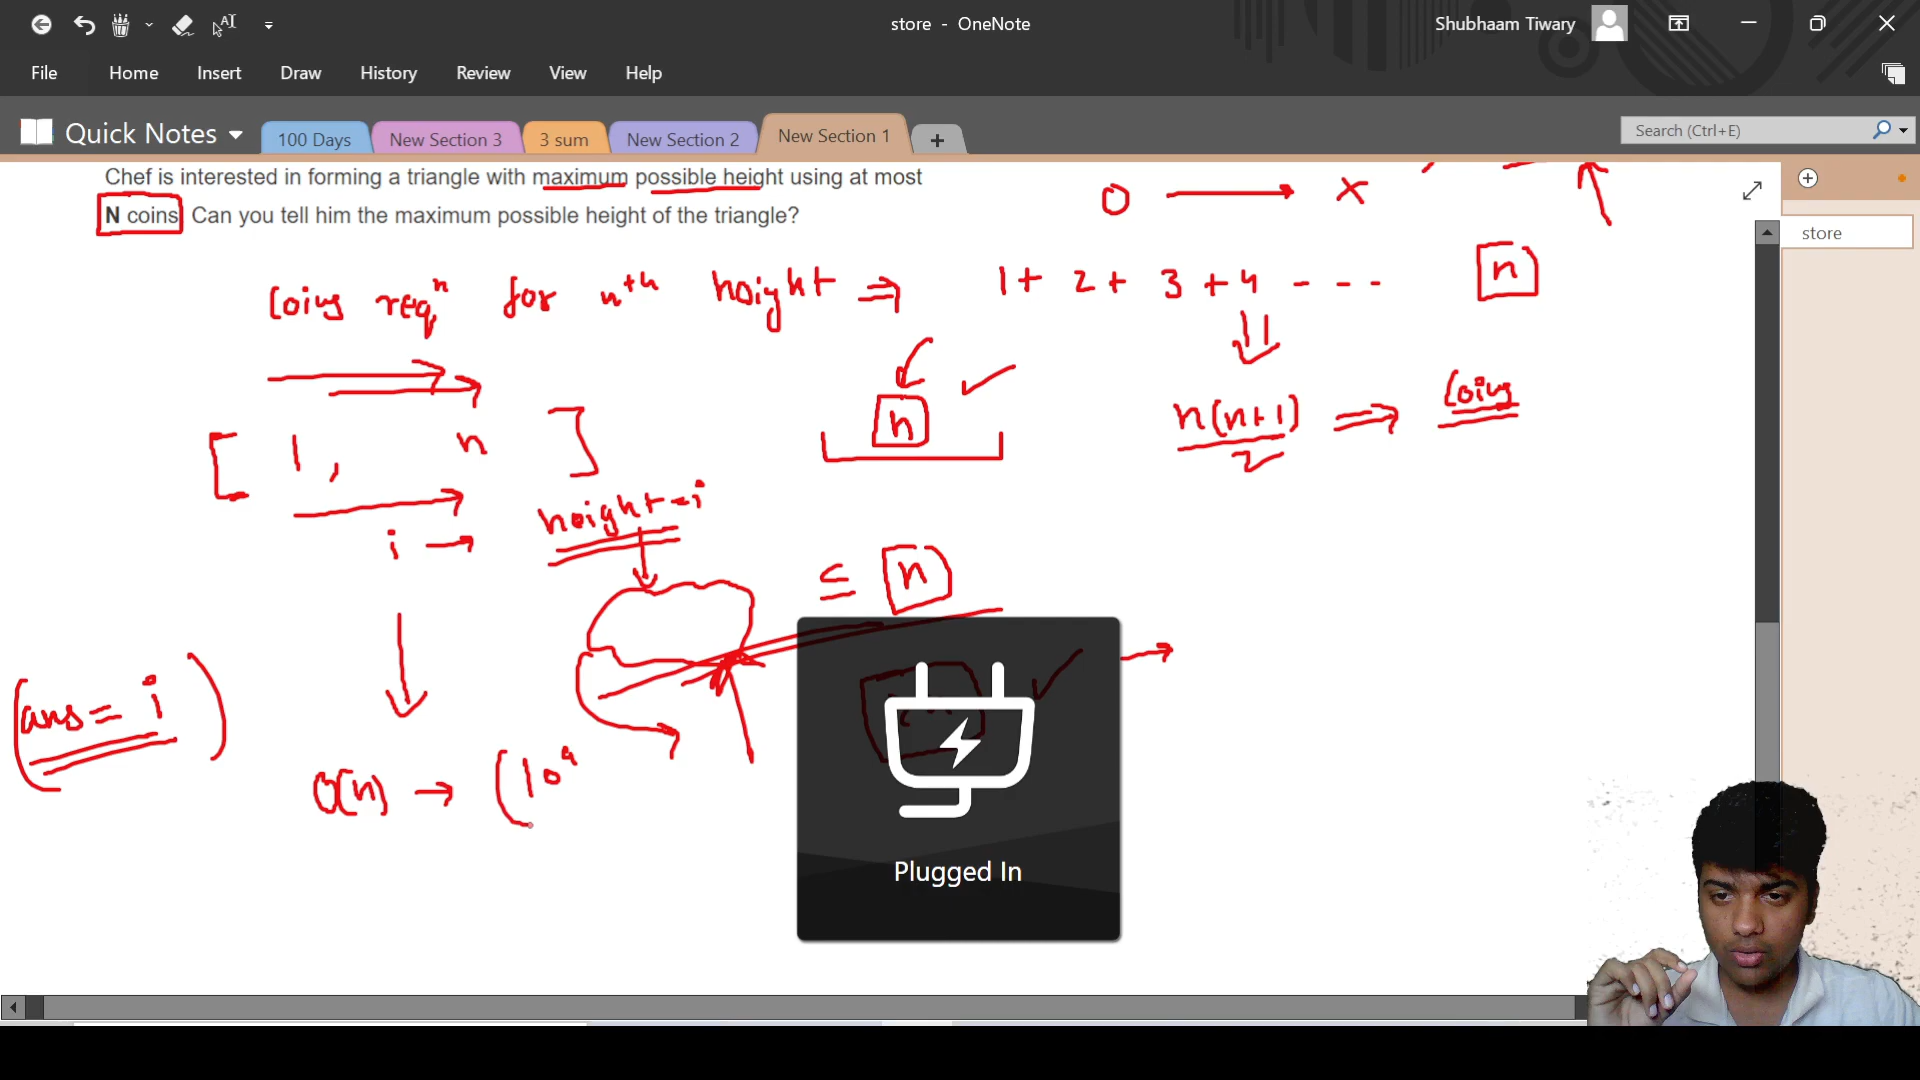 store - OneNote
Shubhaam Tiwary
File Home Insert Draw History Review View Help
Quick Notes
100 Days
New Section 3
3 sum
New Section 2
New Section 1
+
Search (Ctrl+E)
store
Chef is interested in forming a triangle with maximum possible height using at most
N coins Can you tell him the maximum possible height of the triangle?
0 → x
Coins reqⁿ for nth height ⇒ 1 + 2 + 3 + 4 - - - n
n
n(n+1)/2 ⇒ Coins
[ 1, n ]
height = i
i →
≤ n
(ans = i)
O(n) → (10⁹
Plugged In